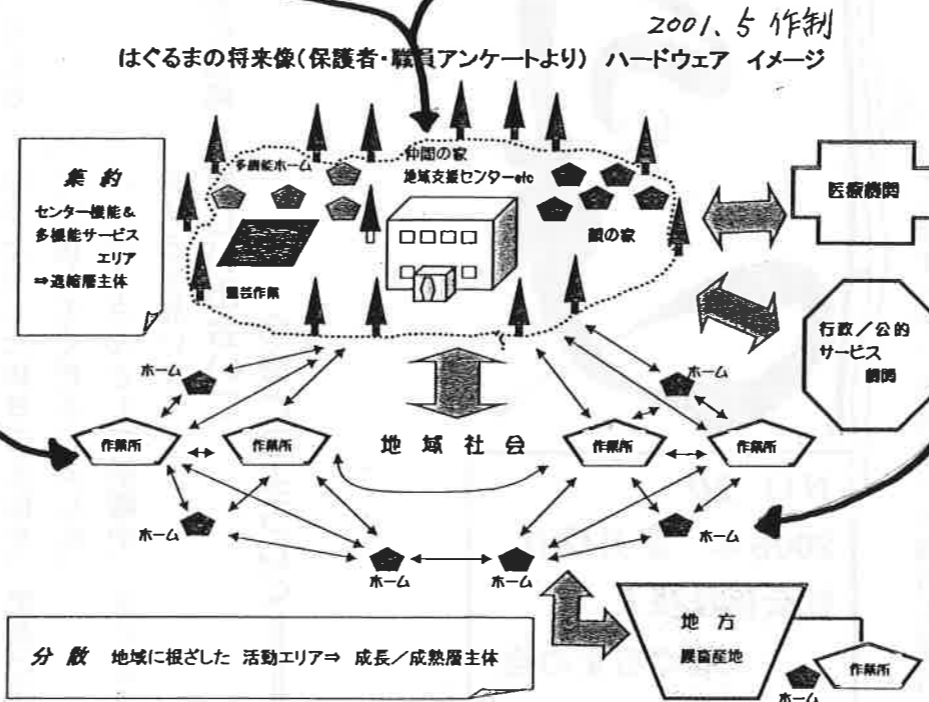 2001.5 作制
はぐるまの将来像(保護者・職員アンケートより) ハードウェア イメージ
集約
センター機能&
多機能サービス
エリア
⇒退縮層主体
多機能ホーム
仲間の家
地域支援センターetc
親の家
園芸作業
医療機関
行政/公的
サービス
機関
ホーム
ホーム
作業所
作業所
地域社会
作業所
作業所
ホーム
ホーム
ホーム
ホーム
分散 地域に根ざした 活動エリア⇒ 成長/成熟層主体
地方
農畜産地
作業所
ホーム